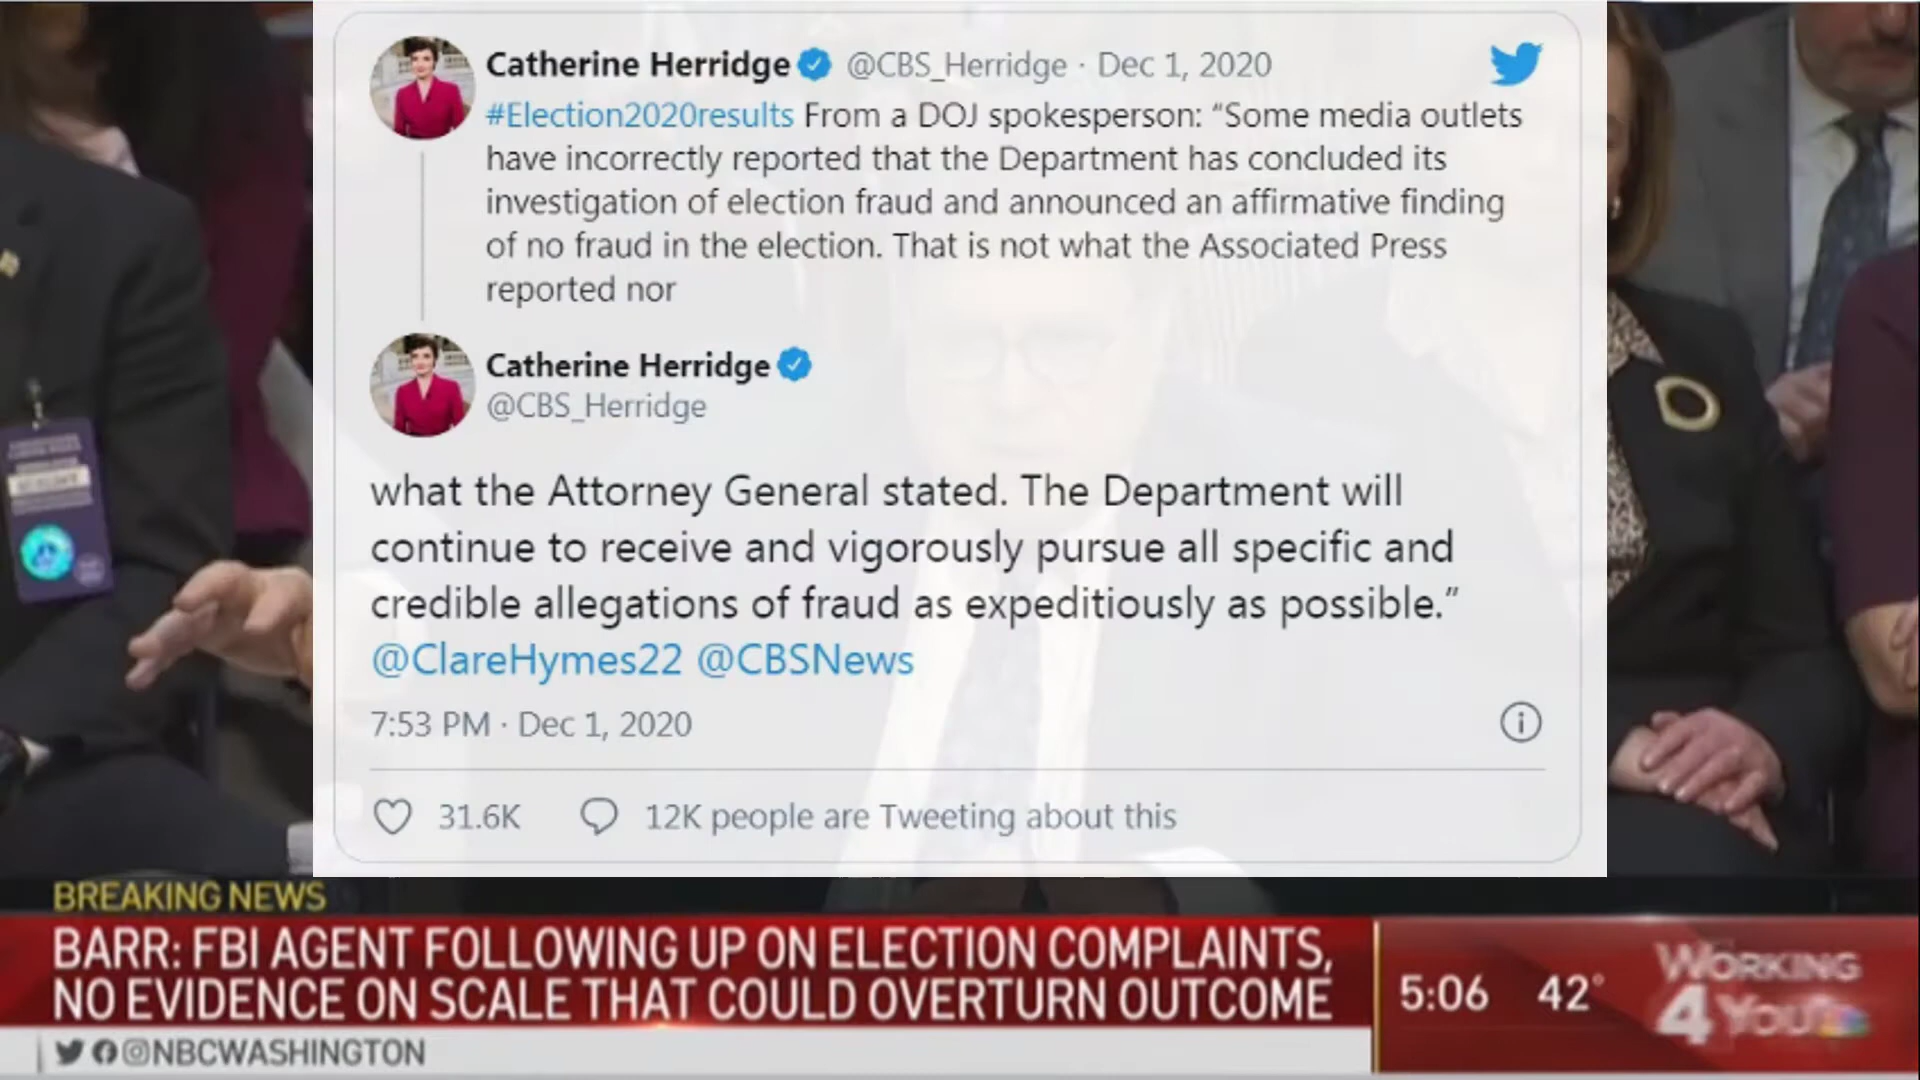 Catherine Herridge @CBS_Herridge · Dec 1, 2020
#Election2020results From a DOJ spokesperson: “Some media outlets
have incorrectly reported that the Department has concluded its
investigation of election fraud and announced an affirmative finding
of no fraud in the election. That is not what the Associated Press
reported nor
Catherine Herridge
@CBS_Herridge
what the Attorney General stated. The Department will
continue to receive and vigorously pursue all specific and
credible allegations of fraud as expeditiously as possible.”
@ClareHymes22 @CBSNews
7:53 PM · Dec 1, 2020
31.6K 12K people are Tweeting about this
BREAKING NEWS
BARR: FBI AGENT FOLLOWING UP ON ELECTION COMPLAINTS,
NO EVIDENCE ON SCALE THAT COULD OVERTURN OUTCOME
5:06 42°
WORKING
4 YOU
@NBCWASHINGTON